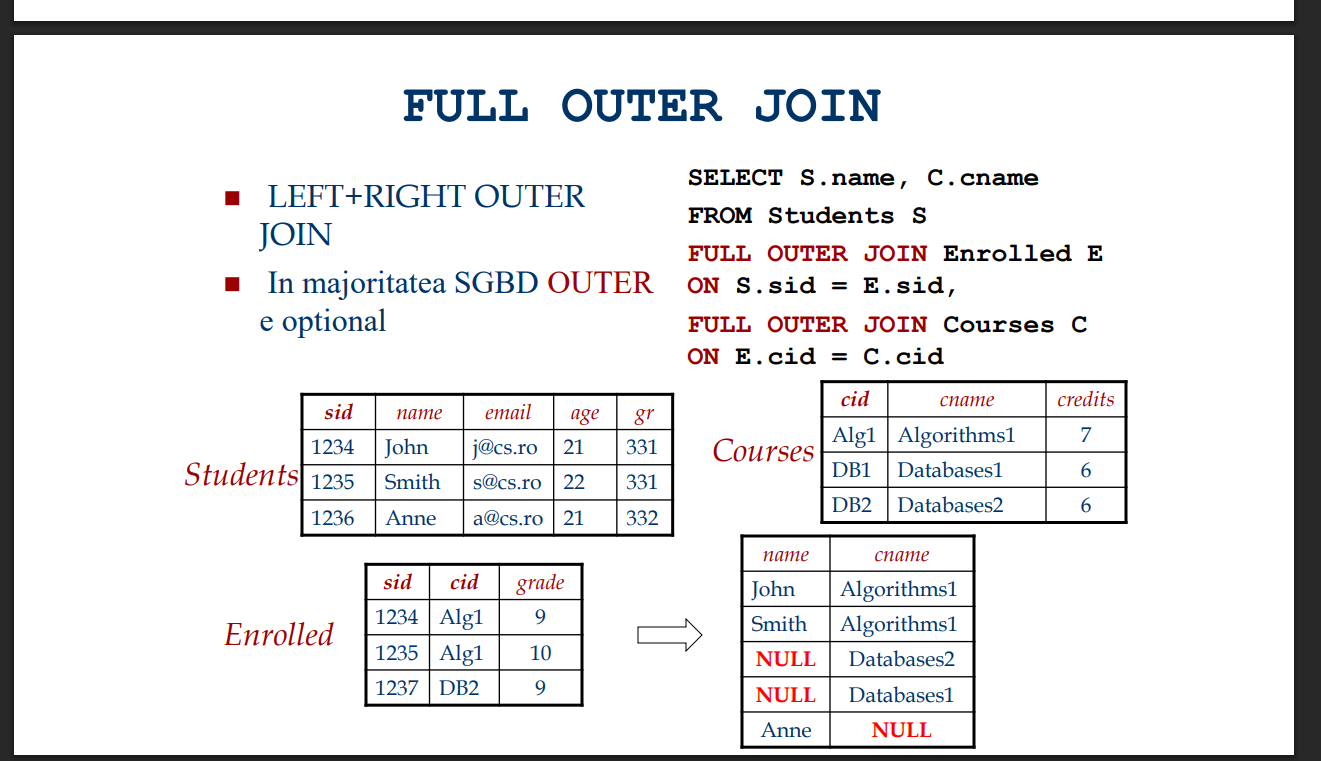 FULL OUTER JOIN
LEFT+RIGHT OUTER
JOIN
In majoritatea SGBD OUTER
e optional
SELECT S.name, C.cname
FROM Students S
FULL OUTER JOIN Enrolled E
ON S.sid = E.sid,
FULL OUTER JOIN Courses C
ON E.cid = C.cid
Students
sid name email age gr
1234 John j@cs.ro 21 331
1235 Smith s@cs.ro 22 331
1236 Anne a@cs.ro 21 332
Courses
cid cname credits
Alg1 Algorithms1 7
DB1 Databases1 6
DB2 Databases2 6
Enrolled
sid cid grade
1234 Alg1 9
1235 Alg1 10
1237 DB2 9
name cname
John Algorithms1
Smith Algorithms1
NULL Databases2
NULL Databases1
Anne NULL